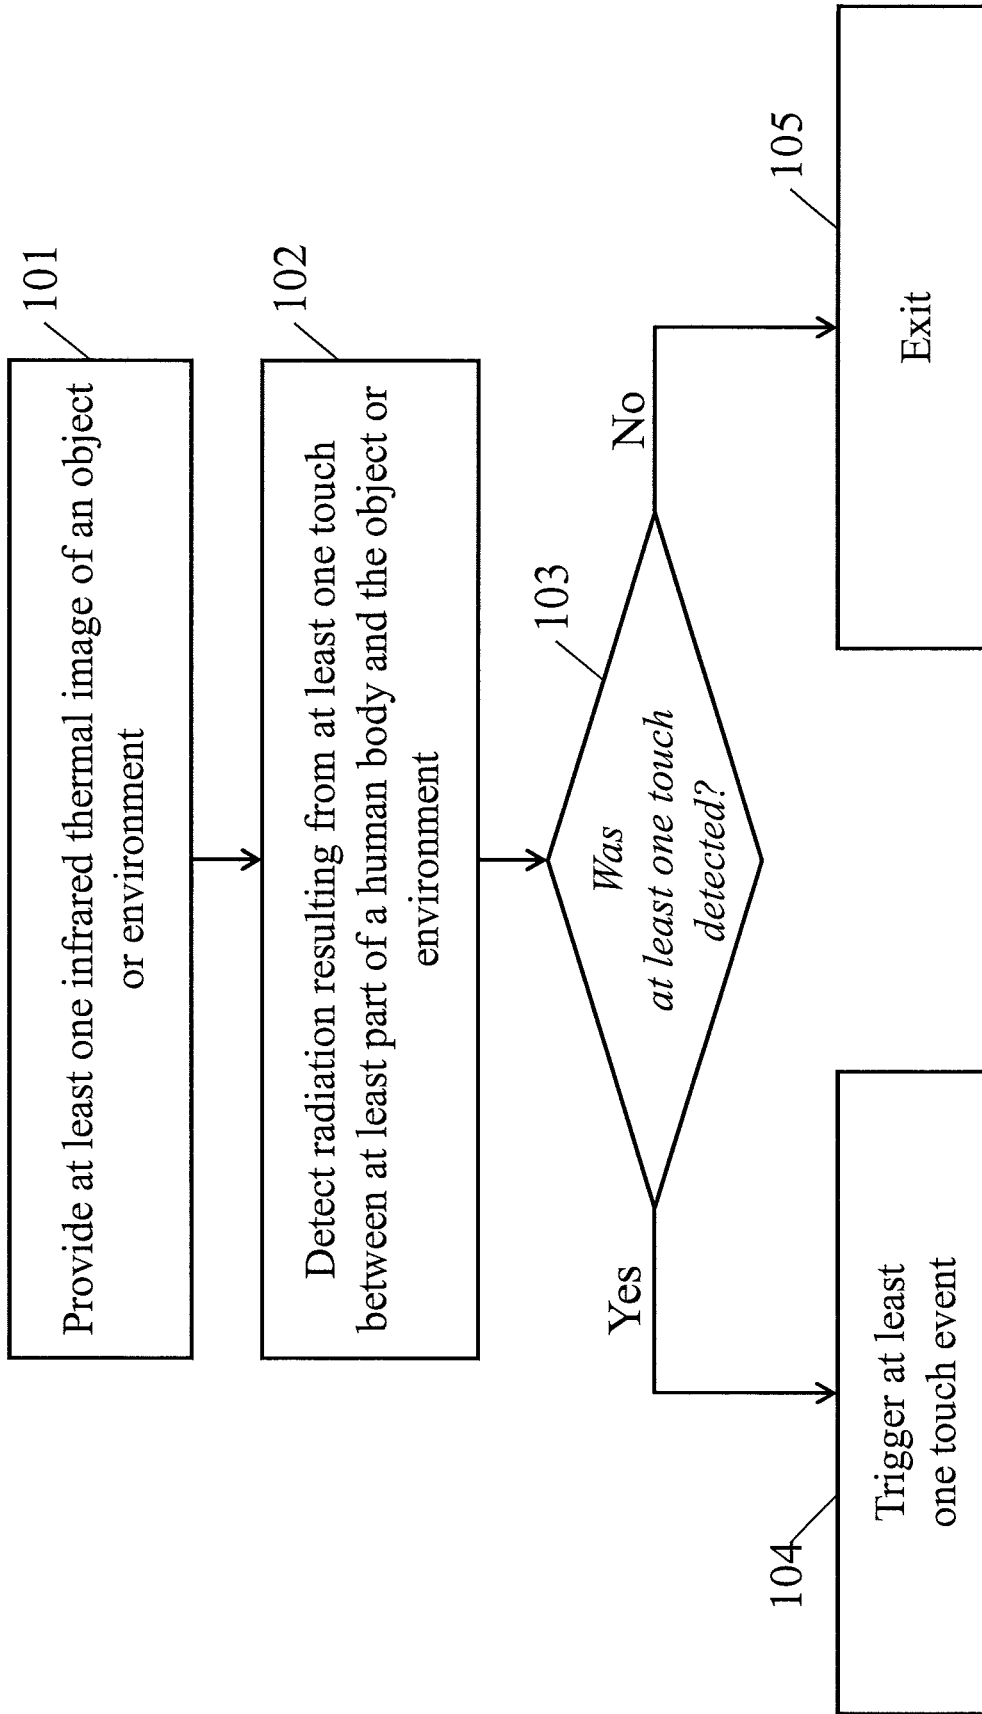 101
Provide at least one infrared thermal image of an object
or environment
102
Detect radiation resulting from at least one touch
between at least part of a human body and the object or
environment
103
Was
at least one touch
detected?
Yes
No
104
Trigger at least
one touch event
105
Exit